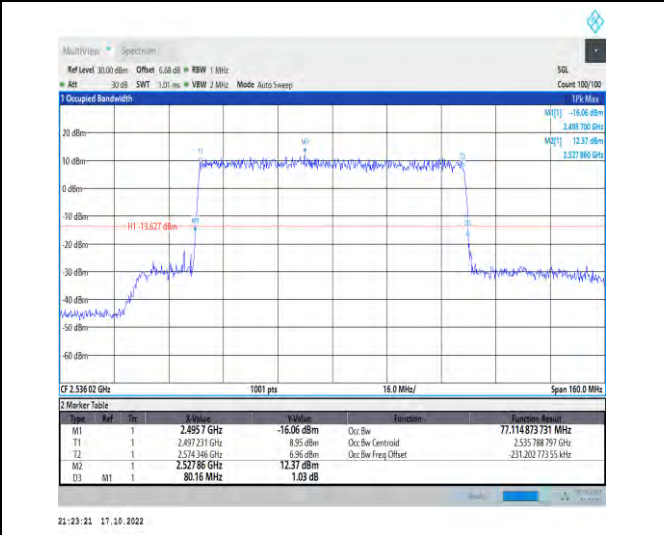 MultiView Spectrum
Ref Level 30.00 dBm Offset 6.68 dB RBW 1 MHz SGL
Att 30 dB SWT 1.01 ms VBW 2 MHz Mode Auto Sweep Count 100/100
1 Occupied Bandwidth 1Pk Max
M1[1] -16.06 dBm
2.495 700 GHz
M2[1] 12.37 dBm
2.527 860 GHz
20 dBm
M2
T1
T2
10 dBm
0 dBm
-10 dBm
M1
D3
H1 -13.627 dBm
-20 dBm
-30 dBm
-40 dBm
-50 dBm
-60 dBm
CF 2.536 02 GHz 1001 pts 16.0 MHz/ Span 160.0 MHz
2 Marker Table
Type Ref Trc X-Value Y-Value Function Function Result
M1 1 2.495 7 GHz -16.06 dBm Occ Bw 77.114 873 731 MHz
T1 1 2.497 231 GHz 8.95 dBm Occ Bw Centroid 2.535 788 797 GHz
T2 1 2.574 346 GHz 6.96 dBm Occ Bw Freq Offset -231.202 773 55 kHz
M2 1 2.527 86 GHz 12.37 dBm
D3 M1 1 80.16 MHz 1.03 dB
21:23:21 17.10.2022